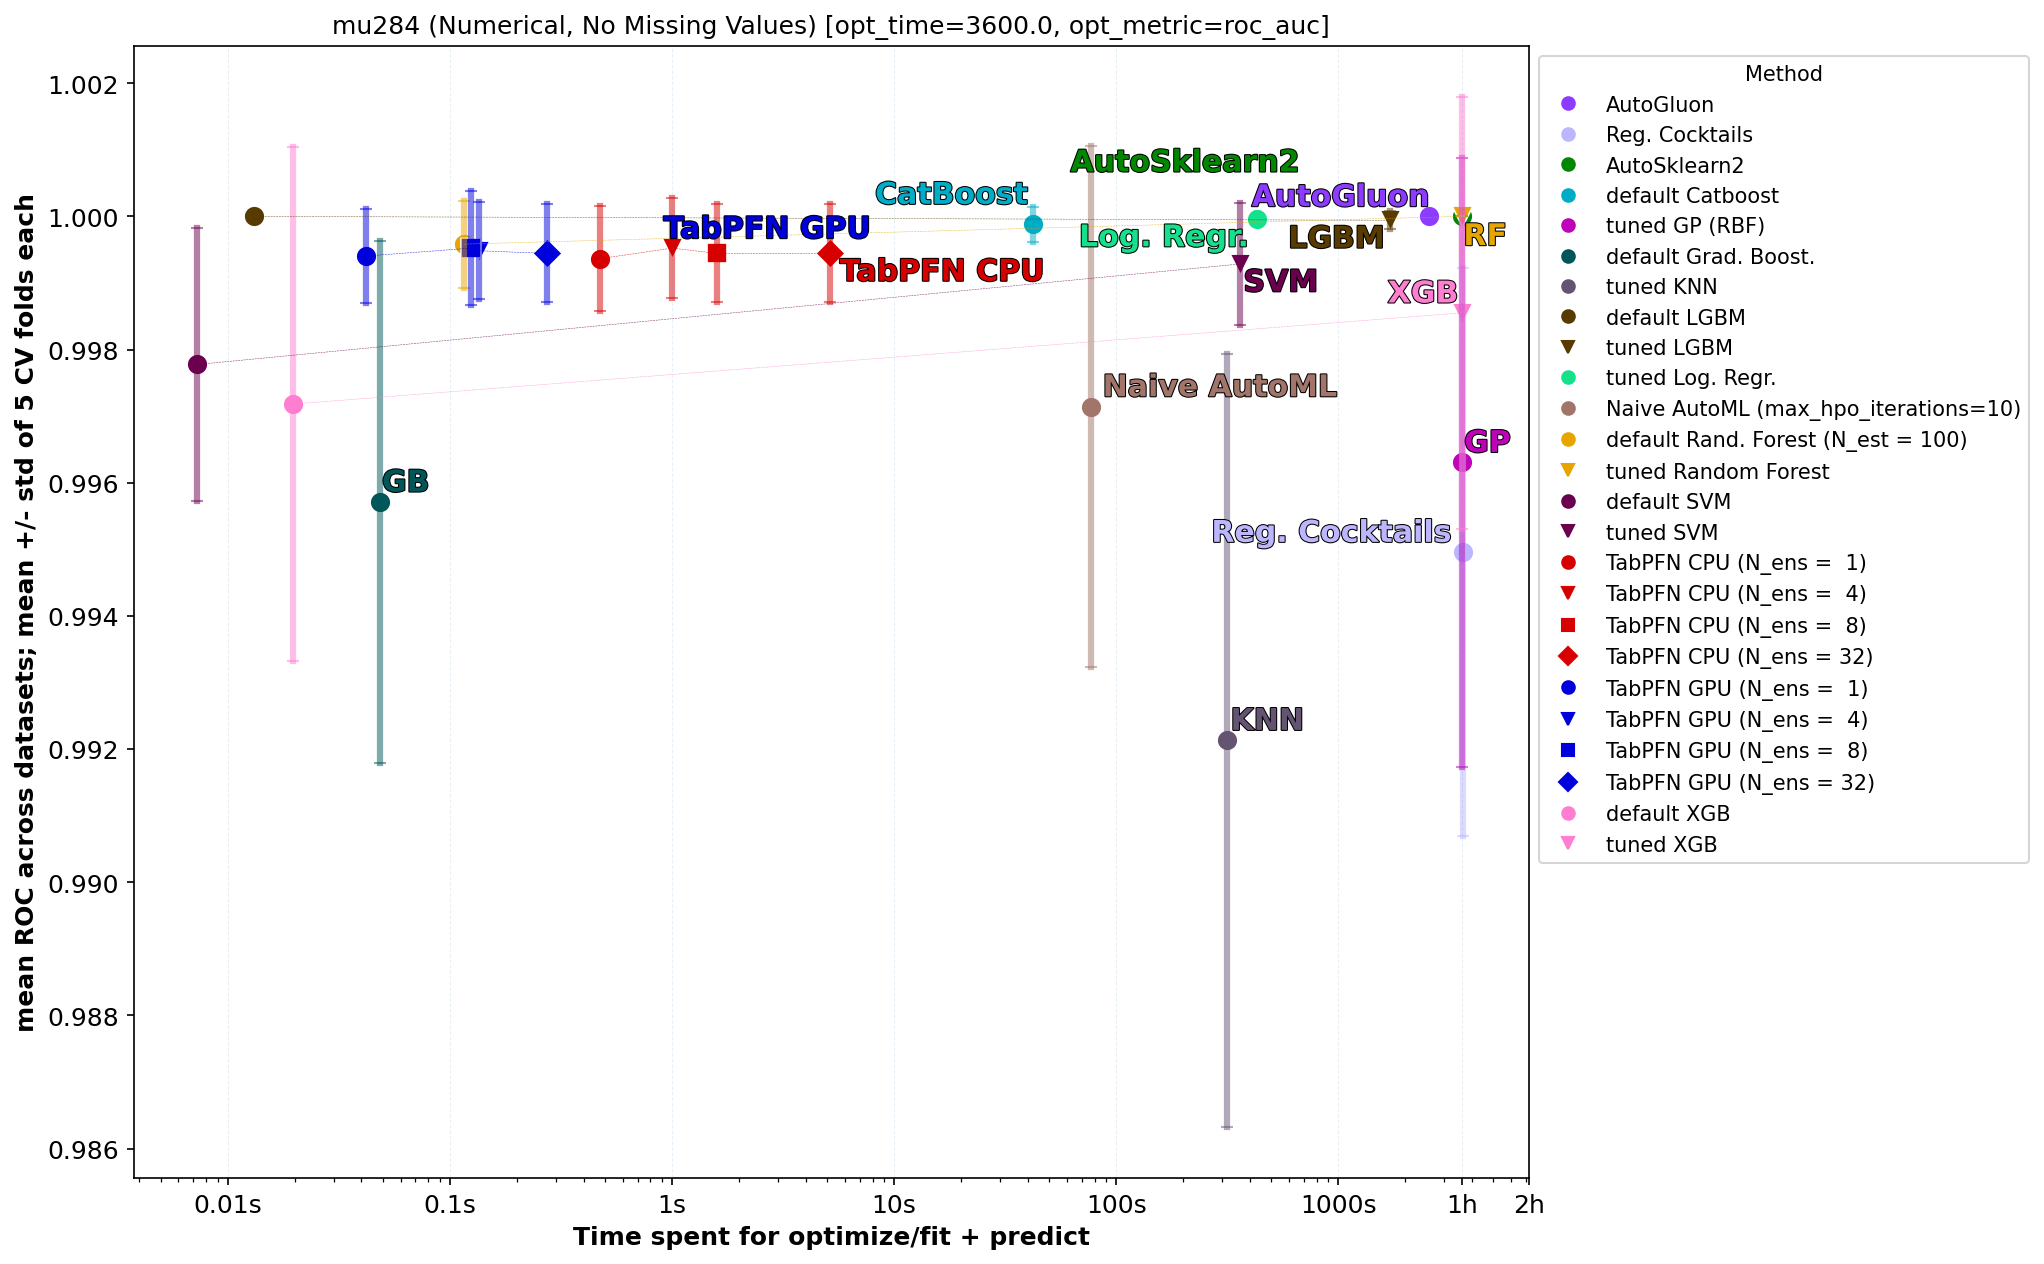 mu284 (Numerical, No Missing Values) [opt_time=3600.0, opt_metric=roc_auc]
mean ROC across datasets; mean +/- std of 5 CV folds each
1.002
1.000
0.998
0.996
0.994
0.992
0.990
0.988
0.986
AutoSklearn2
CatBoost
AutoGluon
TabPFN GPU
Log. Regr.
LGBM
RF
TabPFN CPU
SVM
XGB
Naive AutoML
GP
GB
Reg. Cocktails
KNN
0.01s
0.1s
1s
10s
100s
1000s
1h
2h
Time spent for optimize/fit + predict
Method
AutoGluon
Reg. Cocktails
AutoSklearn2
default Catboost
tuned GP (RBF)
default Grad. Boost.
tuned KNN
default LGBM
tuned LGBM
tuned Log. Regr.
Naive AutoML (max_hpo_iterations=10)
default Rand. Forest (N_est = 100)
tuned Random Forest
default SVM
tuned SVM
TabPFN CPU (N_ens =  1)
TabPFN CPU (N_ens =  4)
TabPFN CPU (N_ens =  8)
TabPFN CPU (N_ens = 32)
TabPFN GPU (N_ens =  1)
TabPFN GPU (N_ens =  4)
TabPFN GPU (N_ens =  8)
TabPFN GPU (N_ens = 32)
default XGB
tuned XGB